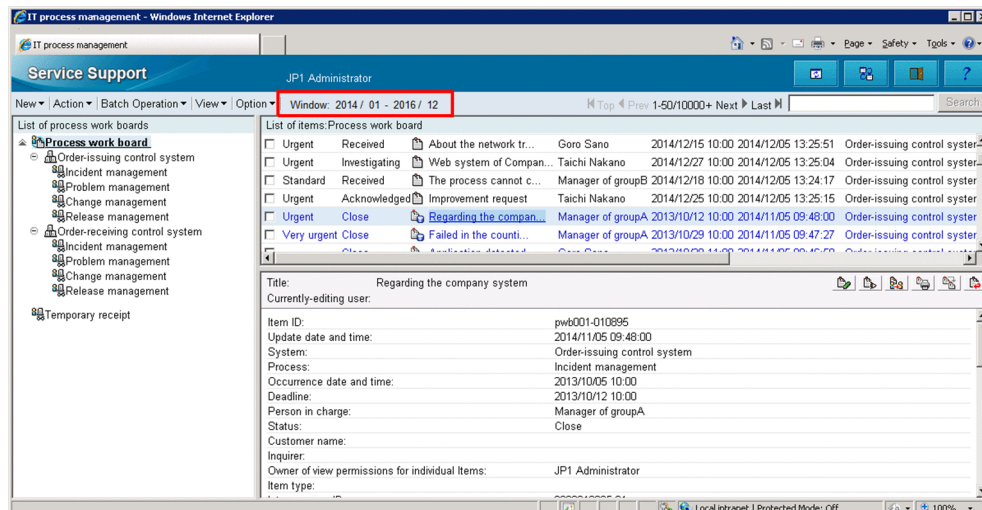 IT process management - Windows Internet Explorer
IT process management
Page Safety Tools
Service Support JP1 Administrator
New Action Batch Operation View Option Window: 2014 / 01 - 2016 / 12 Top Prev 1-50/10000+ Next Last Search
List of process work boards
Process work board
Order-issuing control system
Incident management
Problem management
Change management
Release management
Order-receiving control system
Incident management
Problem management
Change management
Release management
Temporary receipt
List of items:Process work board
Urgent Received About the network tr... Goro Sano 2014/12/15 10:00 2014/12/05 13:25:51 Order-issuing control syster
Urgent Investigating Web system of Compan... Taichi Nakano 2014/12/27 10:00 2014/12/05 13:25:04 Order-issuing control syster
Standard Received The process cannot c... Manager of groupB 2014/12/18 10:00 2014/12/05 13:24:17 Order-issuing control syster
Urgent Acknowledged Improvement request Taichi Nakano 2014/12/25 10:00 2014/12/05 13:25:15 Order-issuing control syster
Urgent Close Regarding the compan... Manager of groupA 2013/10/12 10:00 2014/11/05 09:48:00 Order-issuing control syster
Very urgent Close Failed in the counti... Manager of groupA 2013/10/29 10:00 2014/11/05 09:47:27 Order-issuing control syster
Title: Regarding the company system
Currently-editing user:
Item ID: pwb001-010895
Update date and time: 2014/11/05 09:48:00
System: Order-issuing control system
Process: Incident management
Occurrence date and time: 2013/10/05 10:00
Deadline: 2013/10/12 10:00
Person in charge: Manager of groupA
Status: Close
Customer name:
Inquirer:
Owner of view permissions for individual Items: JP1 Administrator
Item type:
Local intranet | Protected Mode: Off 100%